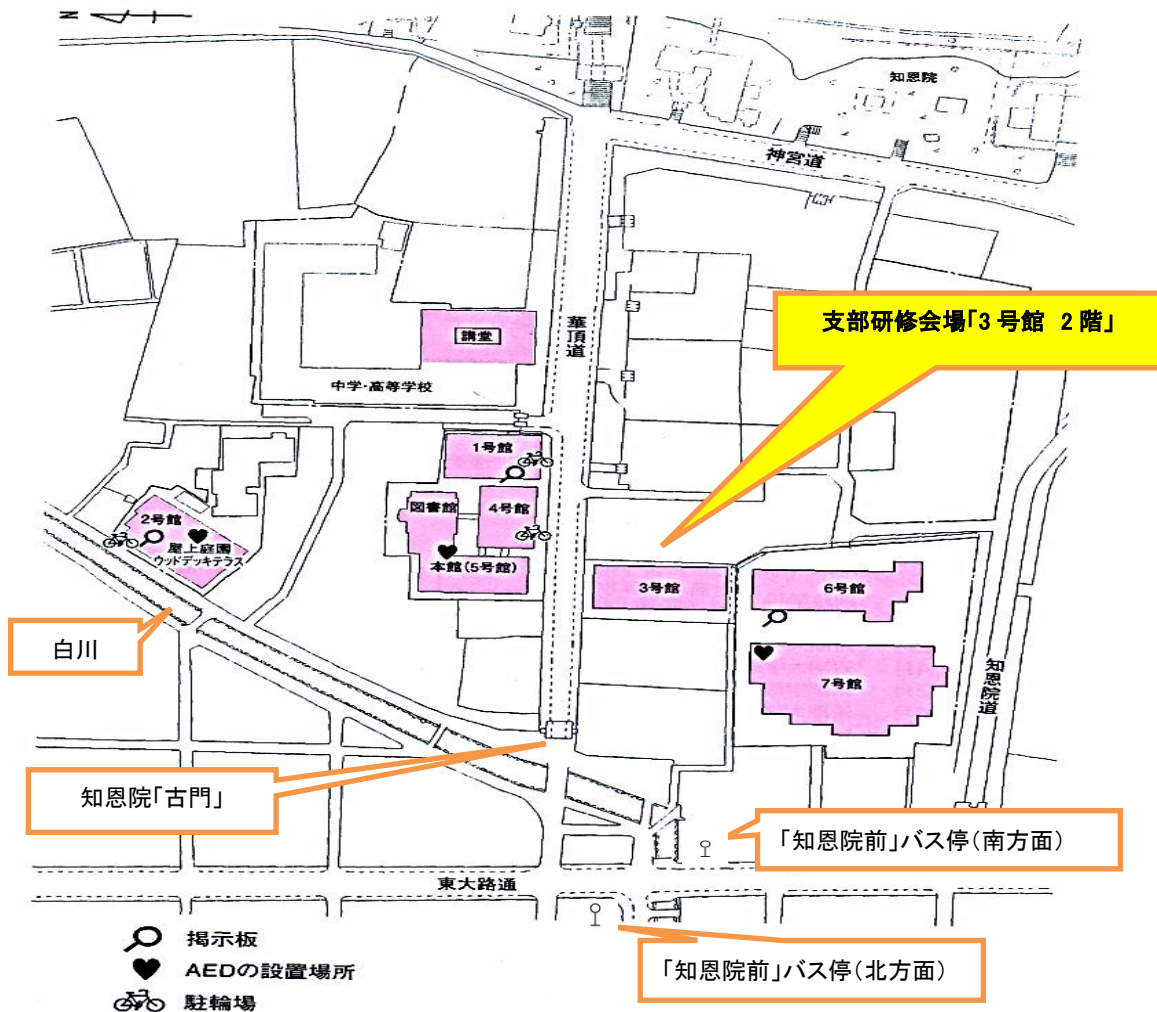 N
知恩院
神宮道
支部研修会場「3号館 2階」
華頂道
講堂
中学・高等学校
1号館
図書館
4号館
2号館
屋上庭園
ウッドデッキテラス
本館(5号館)
3号館
6号館
白川
7号館
知恩院道
知恩院「古門」
「知恩院前」バス停(南方面)
東大路通
「知恩院前」バス停(北方面)
掲示板
AEDの設置場所
駐輪場